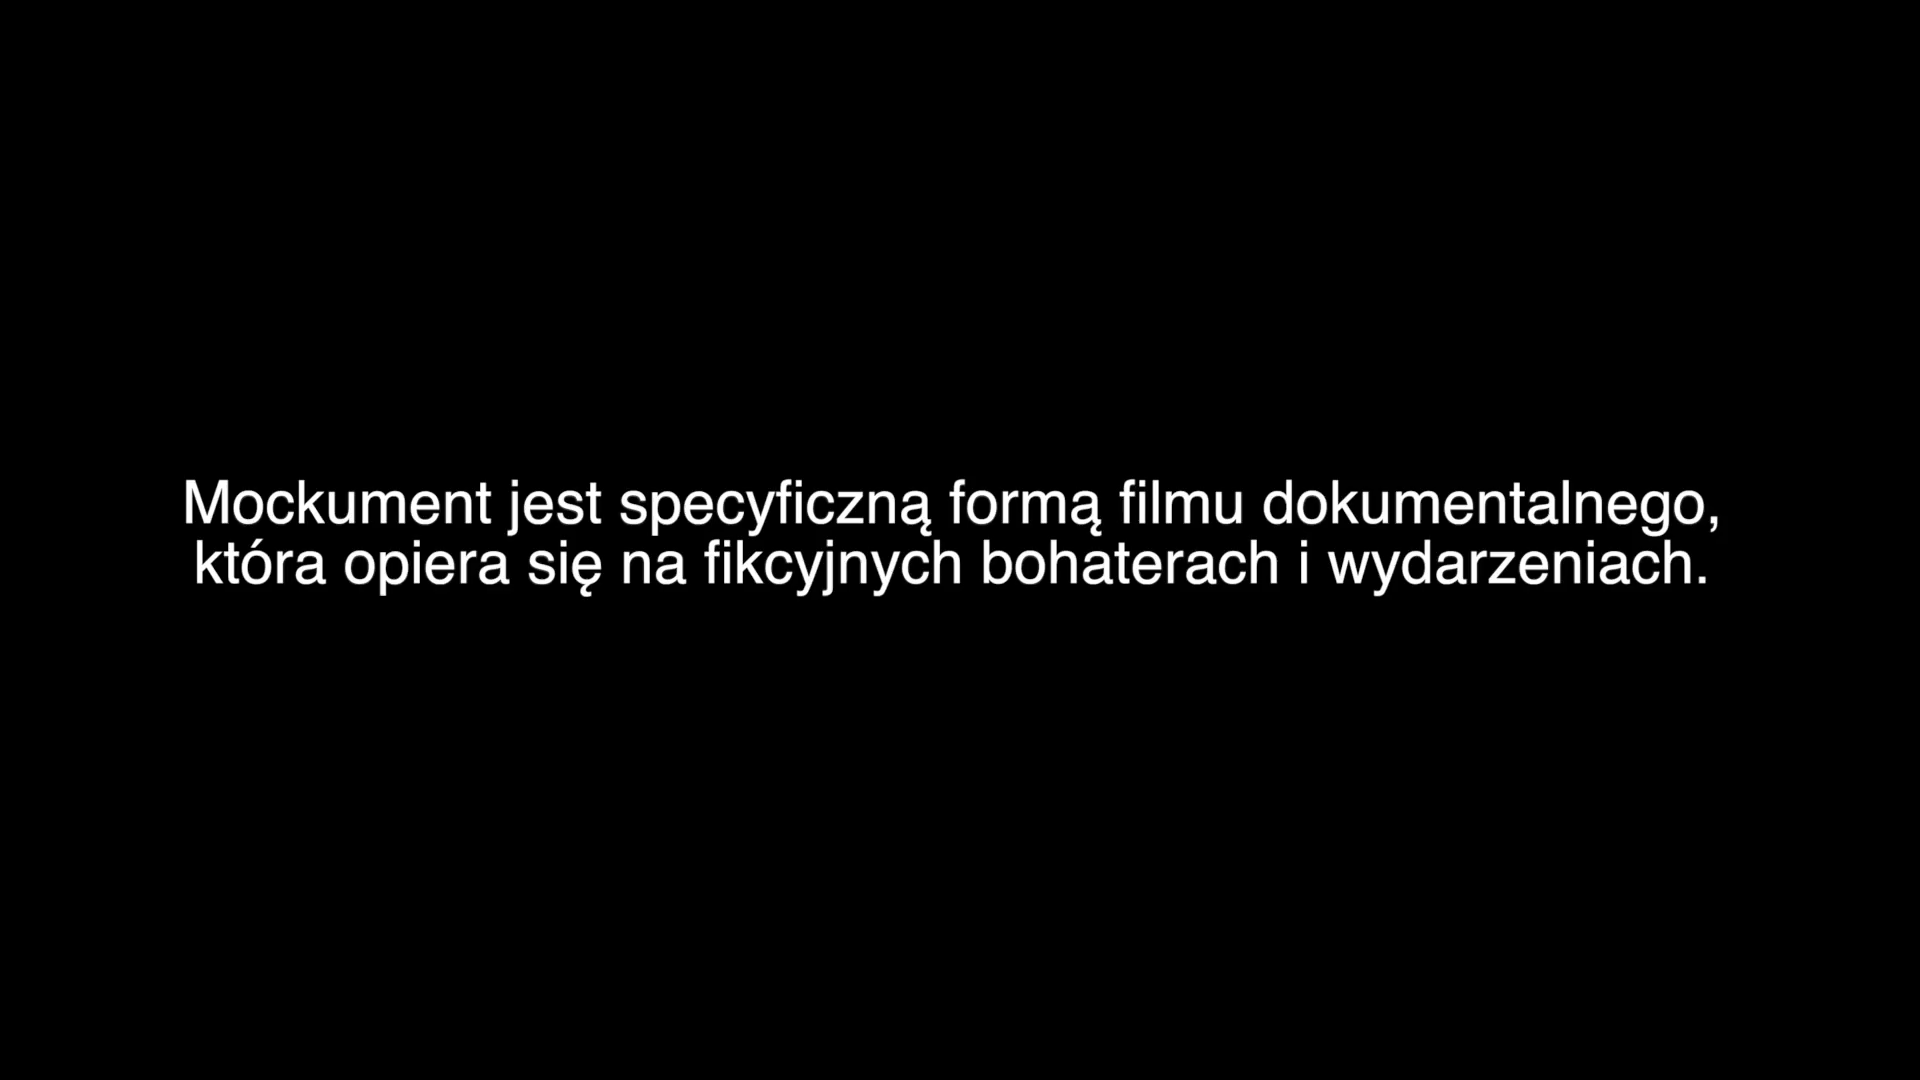 Mockument jest specyficzną formą filmu dokumentalnego,
która opiera się na fikcyjnych bohaterach i wydarzeniach.